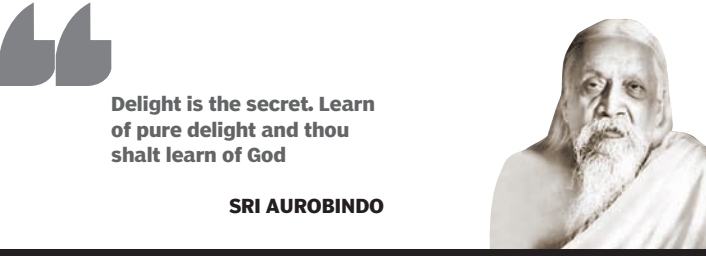 Delight is the secret. Learn
of pure delight and thou
shalt learn of God
SRI AUROBINDO